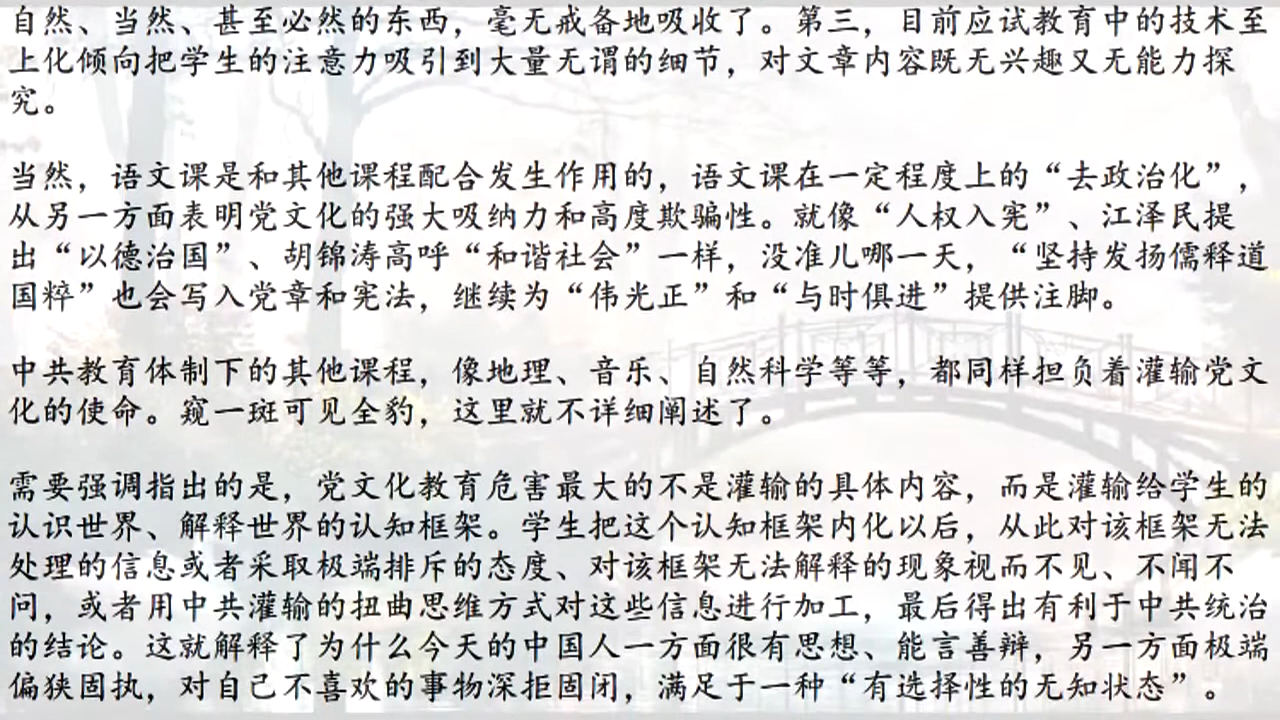 自然、当然、甚至必然的东西，毫无戒备地吸收了。第三，目前应试教育中的技术至
上化倾向把学生的注意力吸引到大量无谓的细节，对文章内容既无兴趣又无能力探
究。
当然，语文课是和其他课程配合发生作用的，语文课在一定程度上的“去政治化”，
从另一方面表明党文化的强大吸纳力和高度欺骗性。就像“人权入宪”、江泽民提
出“以德治国”、胡锦涛高呼“和谐社会”一样，没准儿哪一天，“坚持发扬儒释道
国粹”也会写入党章和宪法，继续为“伟光正”和“与时俱进”提供注脚。
中共教育体制下的其他课程，像地理、音乐、自然科学等等，都同样担负着灌输党文
化的使命。窥一斑可见全豹，这里就不详细阐述了。
需要强调指出的是，党文化教育危害最大的不是灌输的具体内容，而是灌输给学生的
认识世界、解释世界的认知框架。学生把这个认知框架内化以后，从此对该框架无法
处理的信息或者采取极端排斥的态度、对该框架无法解释的现象视而不见、不闻不
问，或者用中共灌输的扭曲思维方式对这些信息进行加工，最后得出有利于中共统治
的结论。这就解释了为什么今天的中国人一方面很有思想、能言善辩，另一方面极端
偏狭固执，对自己不喜欢的事物深拒固闭，满足于一种“有选择性的无知状态”。